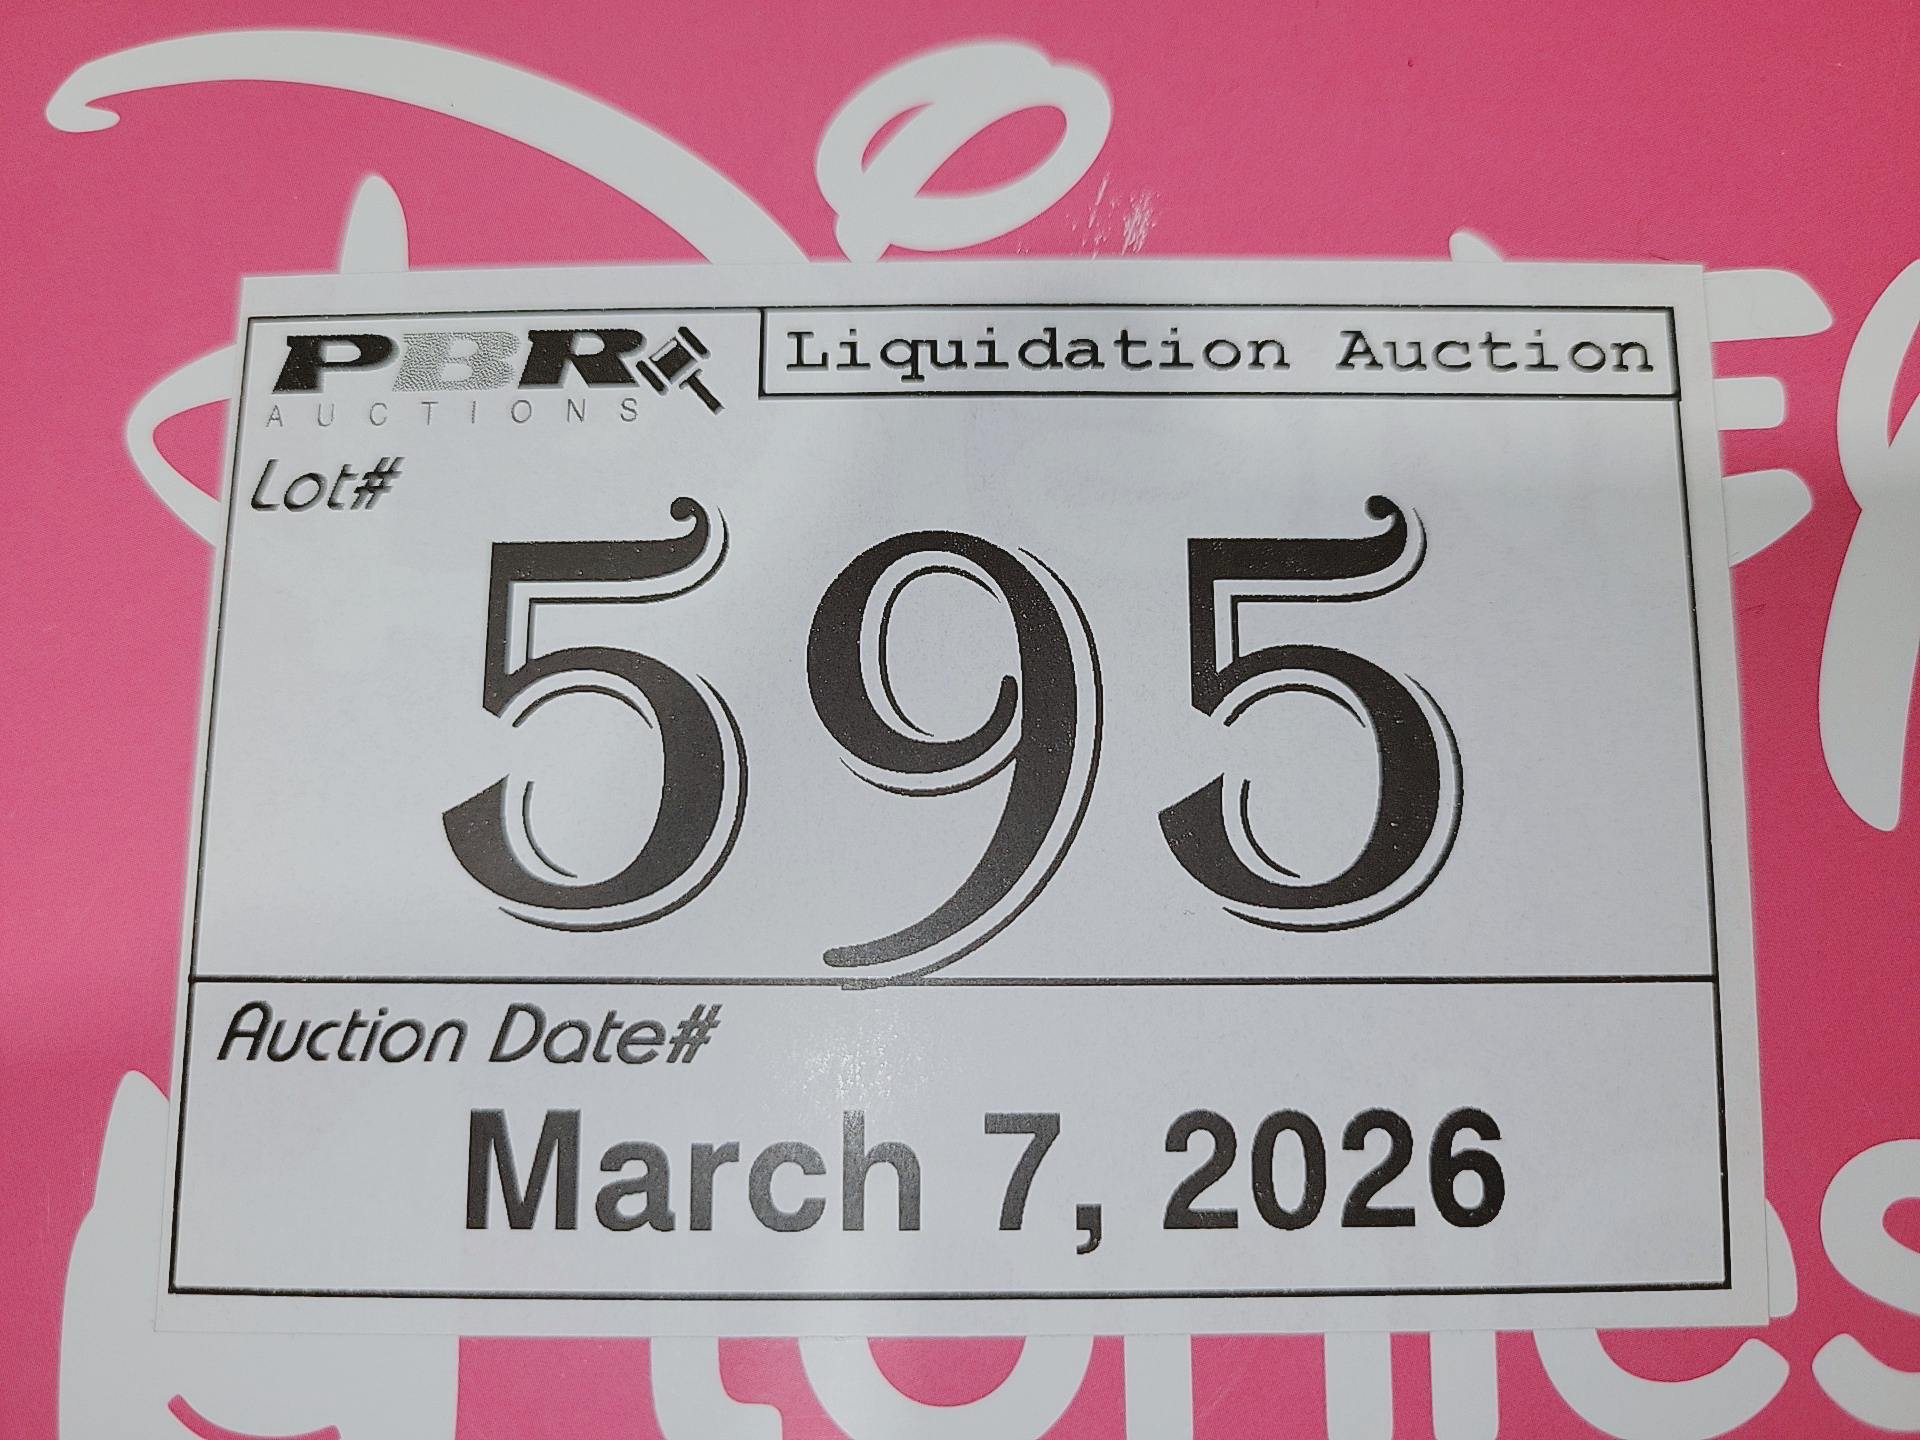 PBR
AUCTIONS
Liquidation Auction
Lot#
595
Auction Date#
March 7, 2026